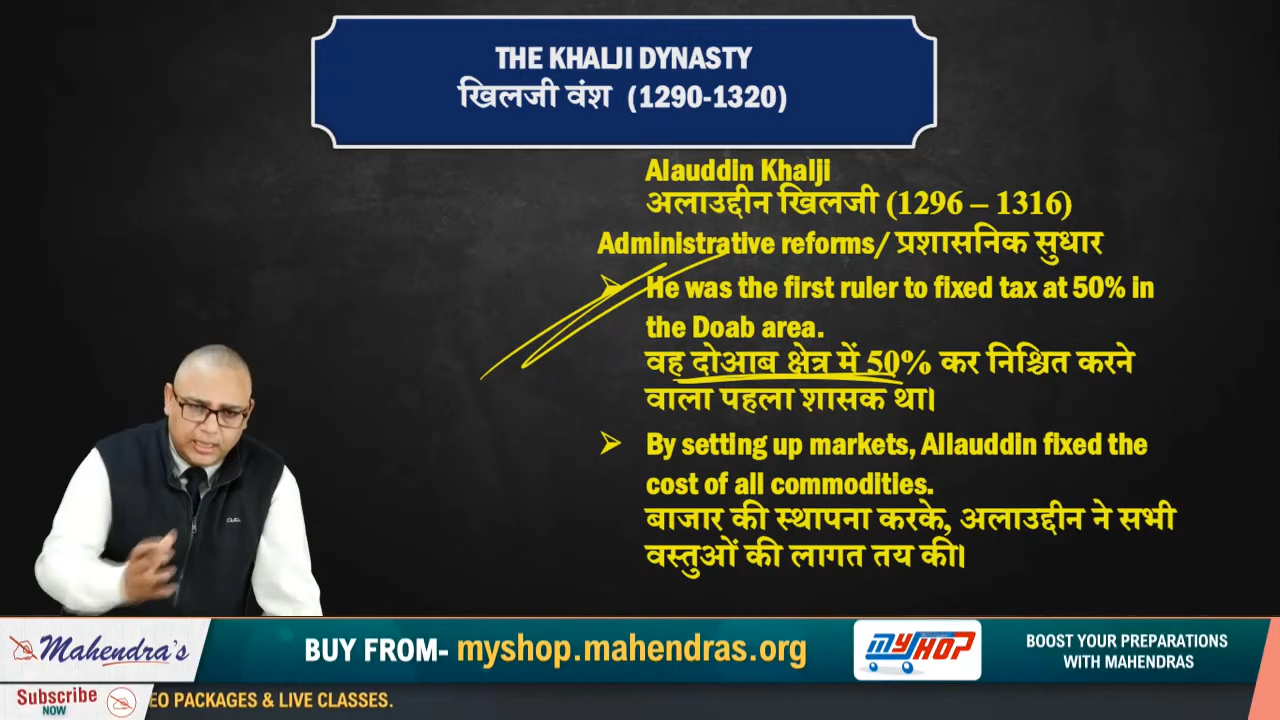 THE KHALJI DYNASTY
खिलजी वंश (1290-1320)
Alauddin Khalji
अलाउद्दीन खिलजी (1296 – 1316)
Administrative reforms/ प्रशासनिक सुधार
➢ He was the first ruler to fixed tax at 50% in
the Doab area.
वह दोआब क्षेत्र में 50% कर निश्चित करने
वाला पहला शासक था।
➢ By setting up markets, Allauddin fixed the
cost of all commodities.
बाजार की स्थापना करके, अलाउद्दीन ने सभी
वस्तुओं की लागत तय की।
Mahendra's
BUY FROM- myshop.mahendras.org
MYSHOP
BOOST YOUR PREPARATIONS
WITH MAHENDRAS
Subscribe
NOW
EO PACKAGES & LIVE CLASSES.